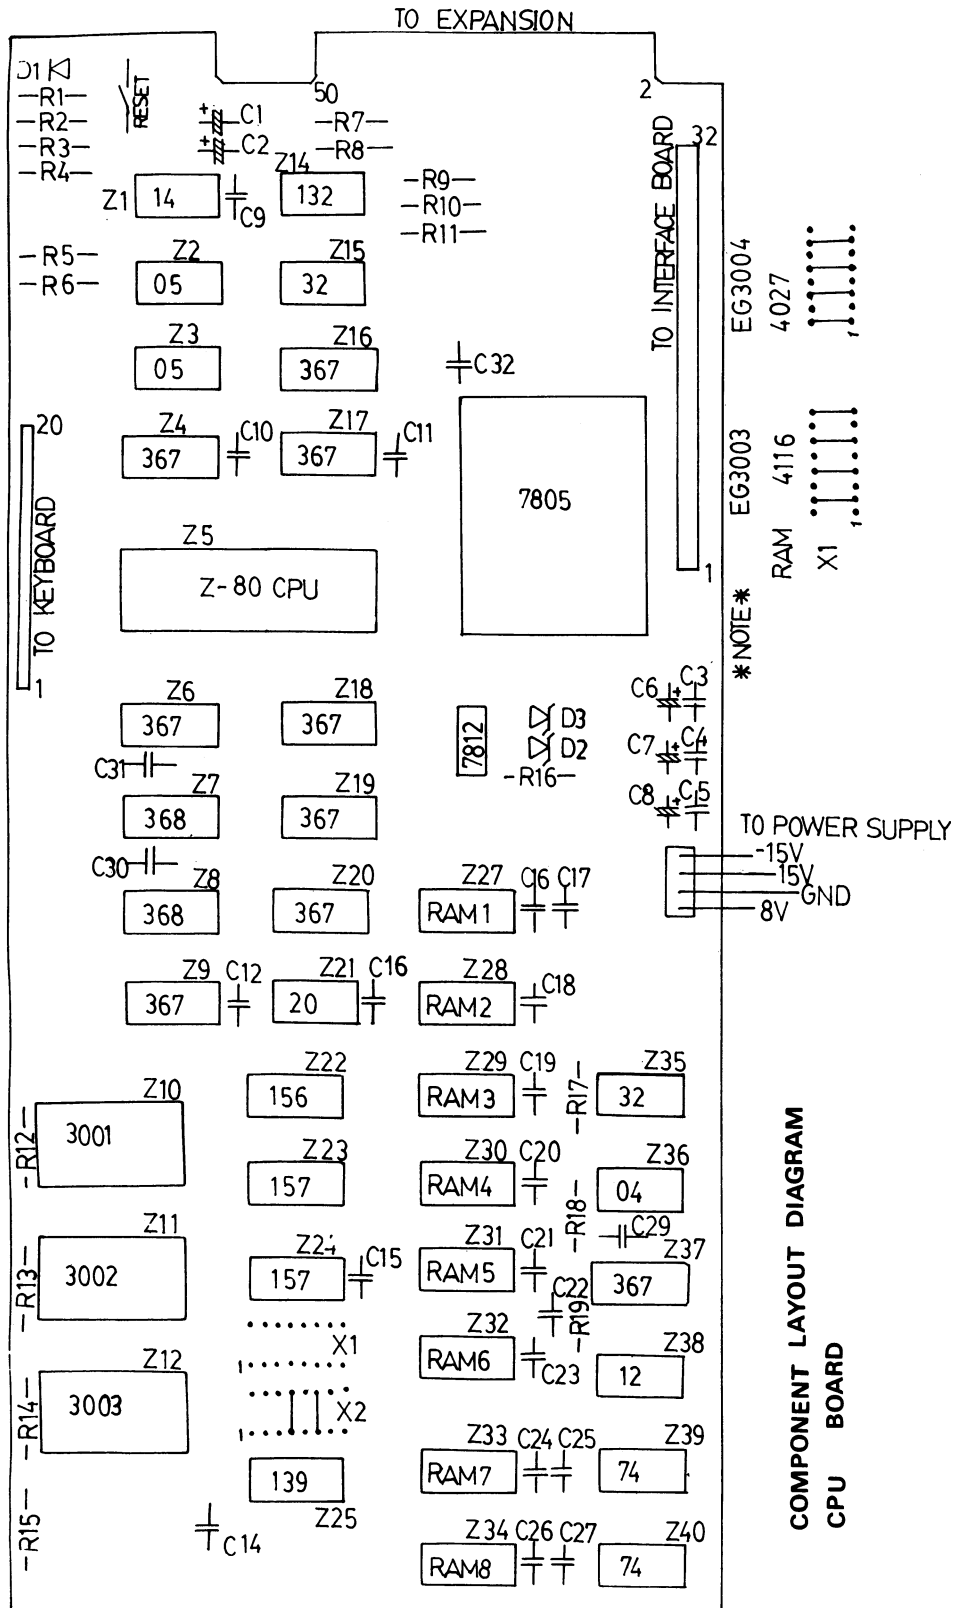 TO EXPANSION
D1
-R1-
-R2-
-R3-
-R4-
RESET
+ C1
+ C2
50
-R7-
-R8-
2
32
Z1
14
C9
Z14
132
-R9-
-R10-
-R11-
TO INTERFACE BOARD
-R5-
-R6-
Z2
05
Z15
32
EG3004
4027
1
Z3
05
Z16
367
C32
20
Z4
367
C10
Z17
367
C11
7805
EG3003
RAM 4116
X1
1
TO KEYBOARD
Z5
Z-80 CPU
1
*NOTE*
1
Z6
367
Z18
367
7812
D3
D2
-R16-
C6 + C3
C7 + C4
C8 + C5
C31
Z7
368
Z19
367
TO POWER SUPPLY
-15V
15V
GND
8V
C30
Z8
368
Z20
367
Z27
RAM1
C17
Z9
367
C12
Z21
20
C16
Z28
RAM2
C18
Z22
156
Z29
RAM3
C19
-R17-
Z35
32
-R12-
Z10
3001
Z23
157
Z30
RAM4
C20
-R18-
Z36
04
C29
-R13-
Z11
3002
Z24
157
C15
Z31
RAM5
C21
C22
-R19-
Z37
367
X1
1
Z32
RAM6
C23
Z38
12
-R14-
Z12
3003
X2
1
139
Z25
Z33
RAM7
C24 C25
Z39
74
-R15-
C14
Z34
RAM8
C26 C27
Z40
74
COMPONENT LAYOUT DIAGRAM
CPU BOARD